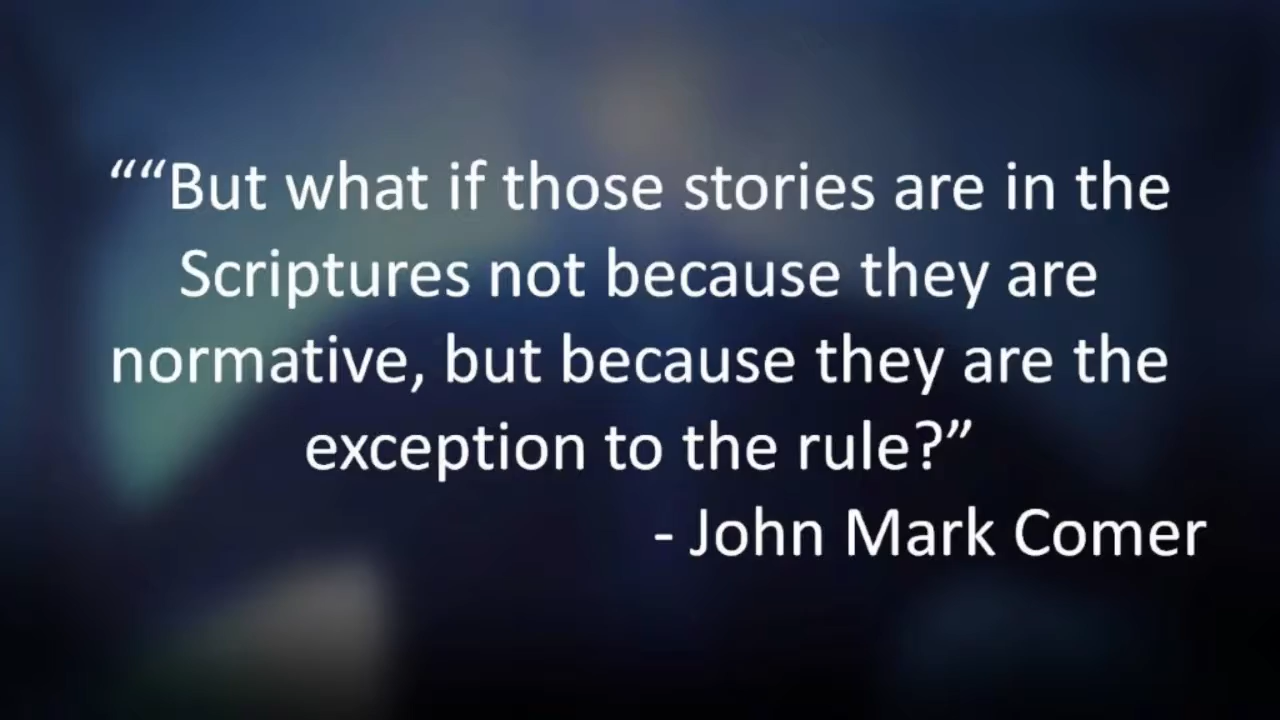 ““But what if those stories are in the
Scriptures not because they are
normative, but because they are the
exception to the rule?”
- John Mark Comer